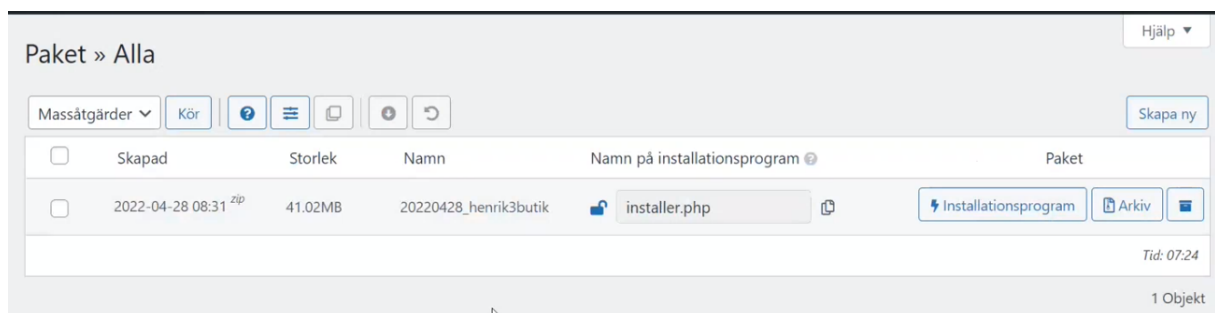 Hjälp ▼
Paket » Alla
Massåtgärder Kör Skapa ny
Skapad Storlek Namn Namn på installationsprogram Paket
2022-04-28 08:31 zip 41.02MB 20220428_henrik3butik installer.php Installationsprogram Arkiv
Tid: 07:24
1 Objekt